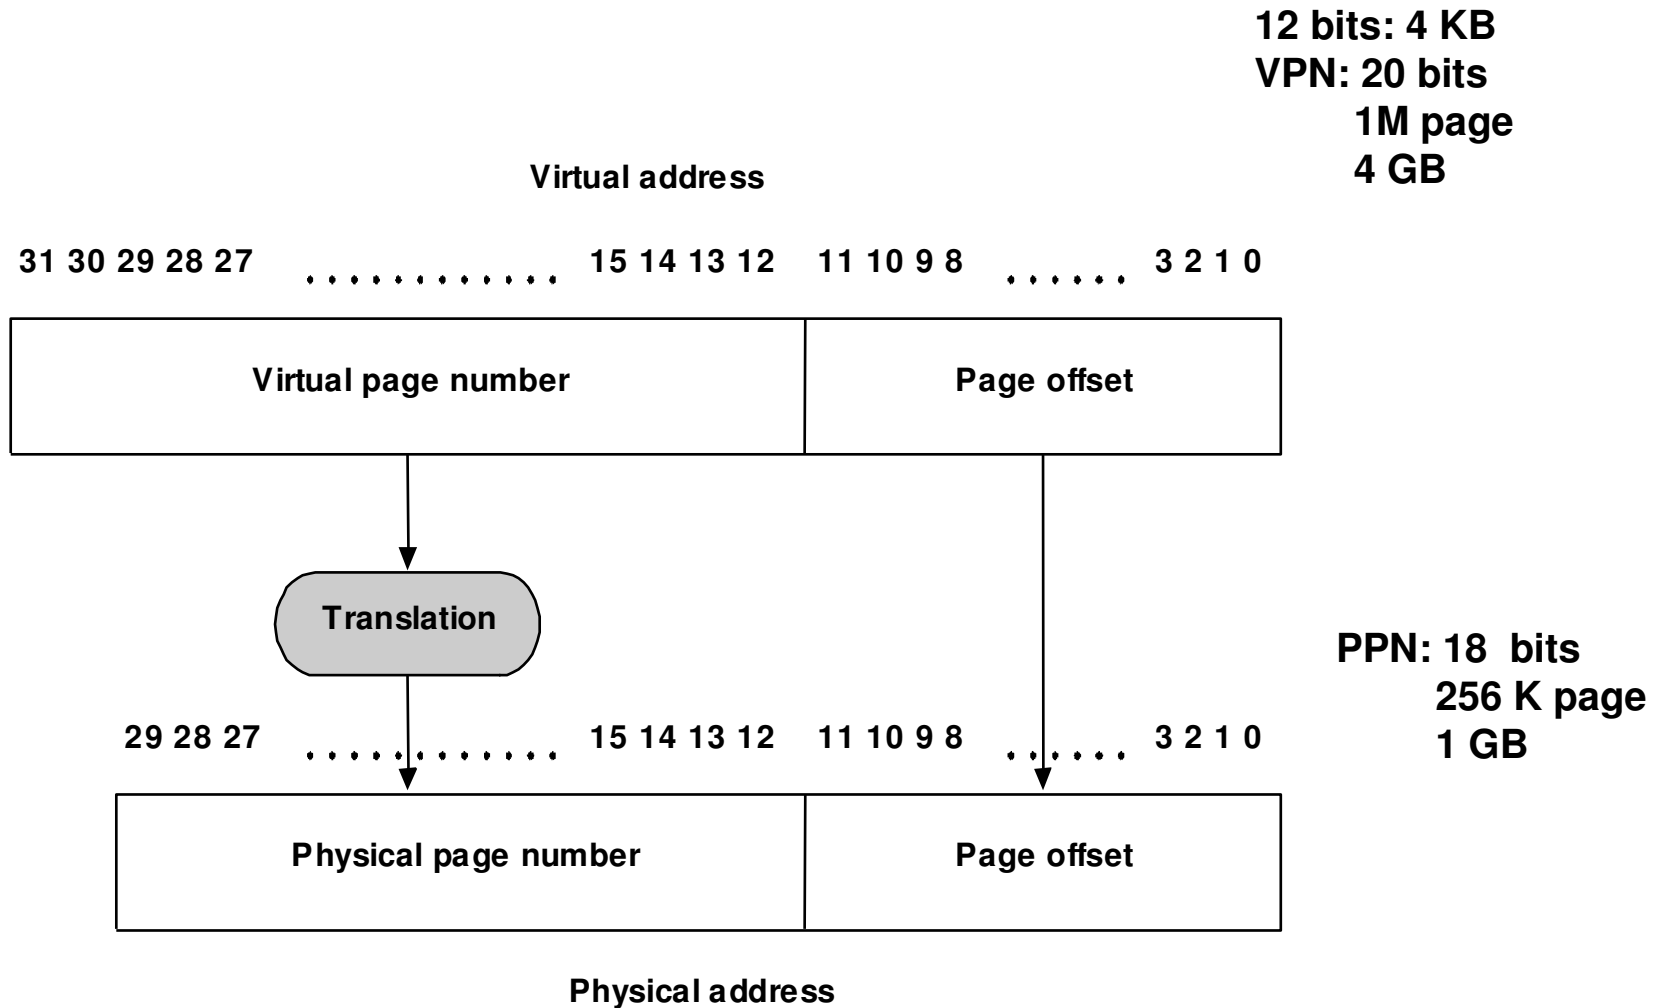 12 bits: 4 KB
VPN: 20 bits
1M page
4 GB
Virtual address
31 30 29 28 27 ........... 15 14 13 12 11 10 9 8 ...... 3 2 1 0
Virtual page number Page offset
Translation
PPN: 18 bits
256 K page
1 GB
29 28 27 ........... 15 14 13 12 11 10 9 8 ...... 3 2 1 0
Physical page number Page offset
Physical address